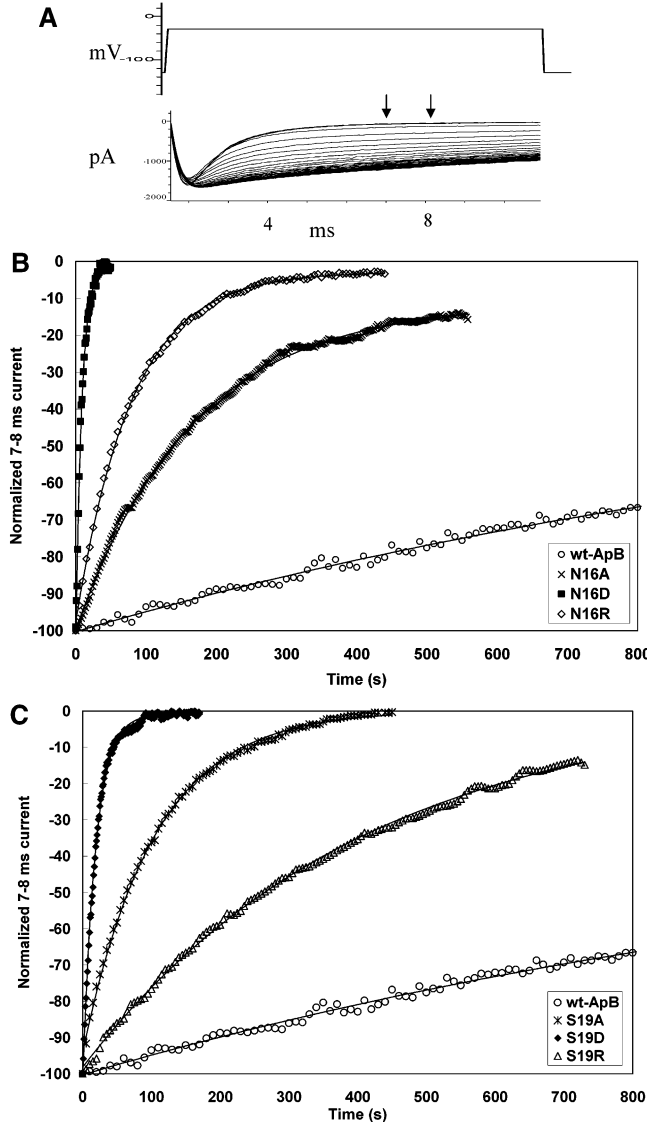 A
0
mV
-100
0
pA
-1000
-2000
4
8
ms
B
0
-10
-20
-30
-40
-50
-60
-70
-80
-90
-100
Normalized 7-8 ms current
wt-ApB
N16A
N16D
N16R
0 100 200 300 400 500 600 700 800
Time (s)
C
0
-10
-20
-30
-40
-50
-60
-70
-80
-90
-100
Normalized 7-8 ms current
wt-ApB
S19A
S19D
S19R
0 100 200 300 400 500 600 700 800
Time (s)